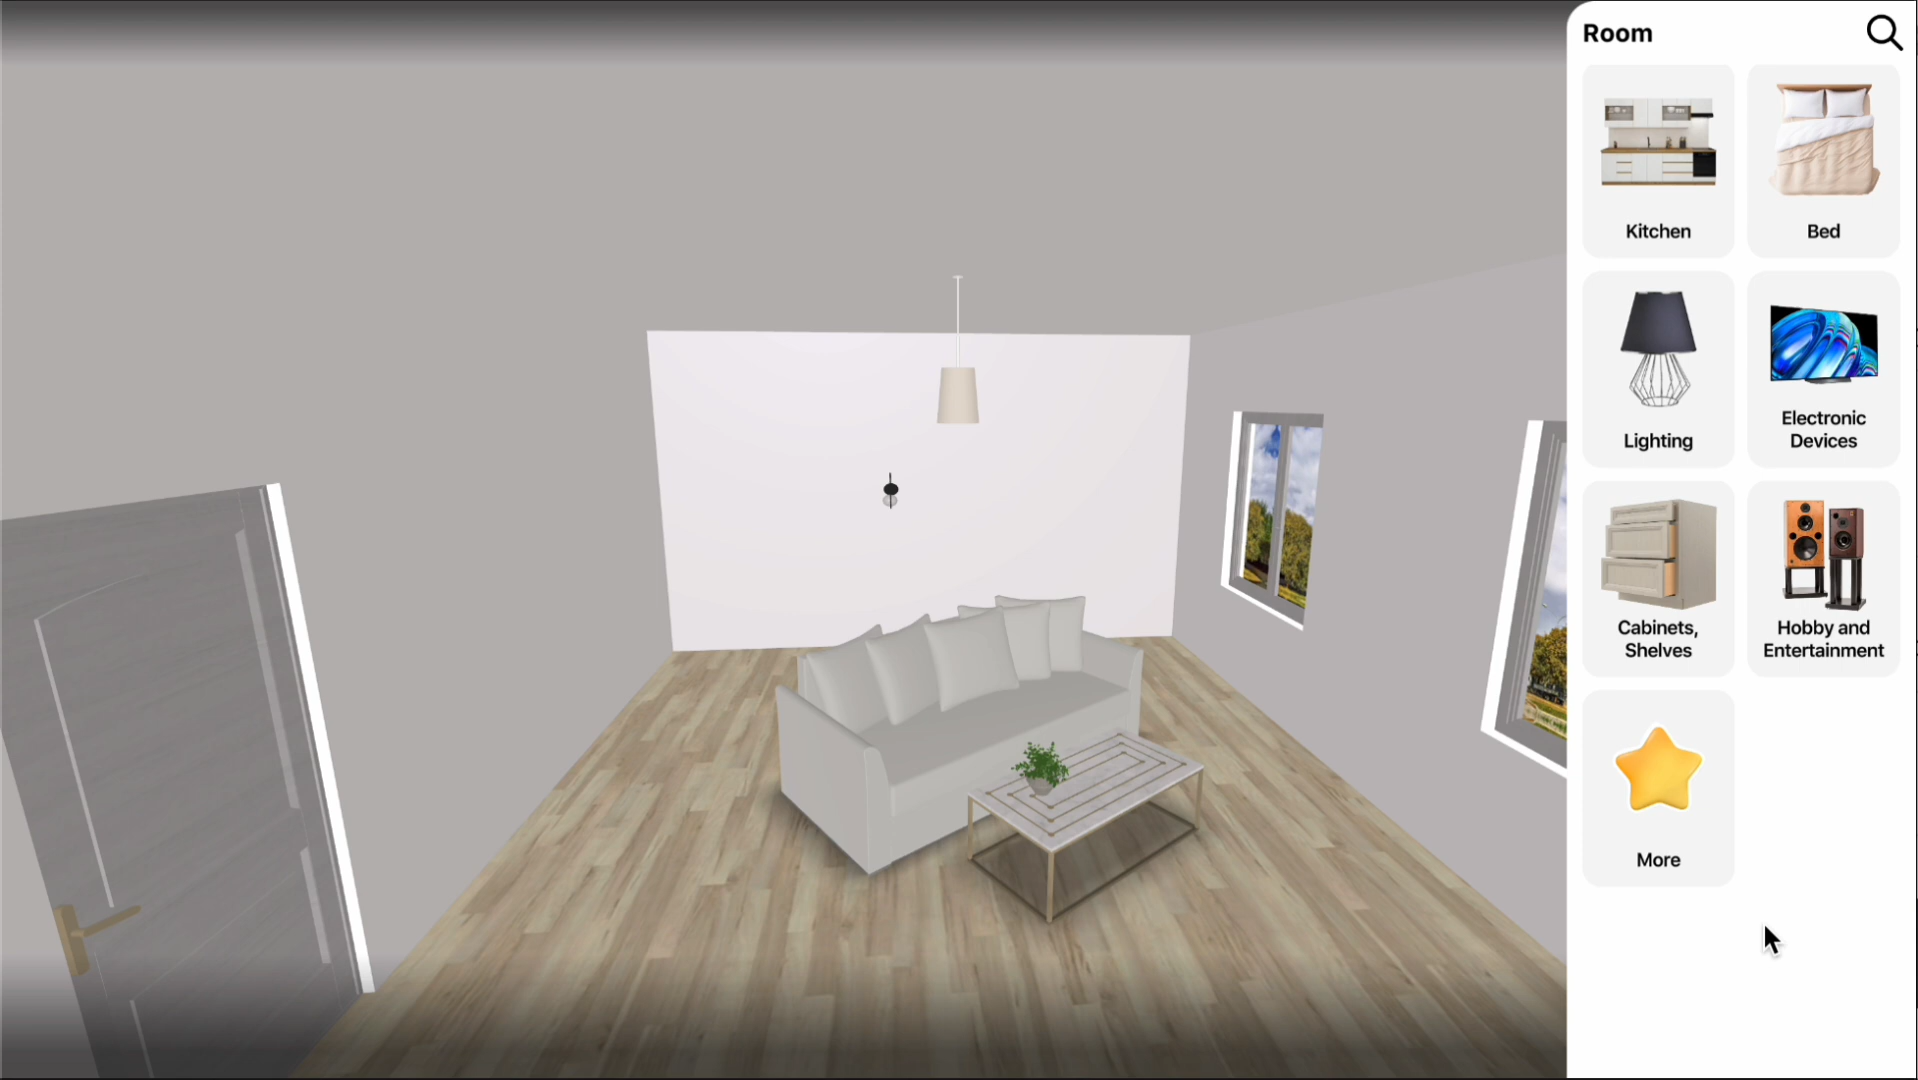 Room
Kitchen
Bed
Lighting
Electronic
Devices
Cabinets,
Shelves
Hobby and
Entertainment
More